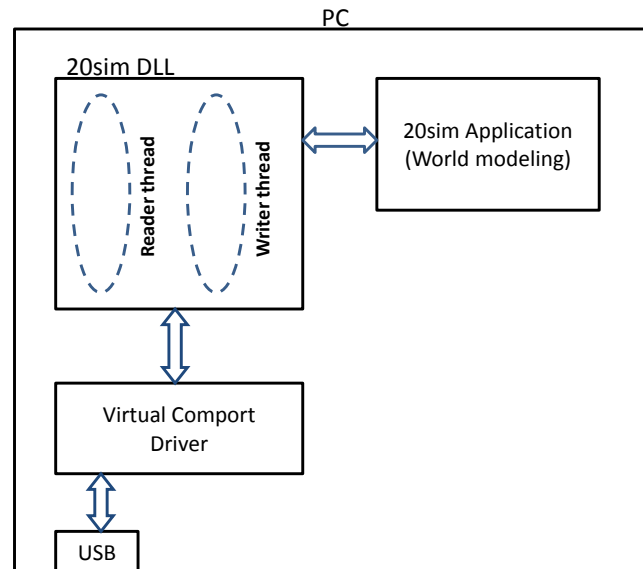 PC
20sim DLL
Reader thread
Writer thread
20sim Application
(World modeling)
Virtual Comport
Driver
USB